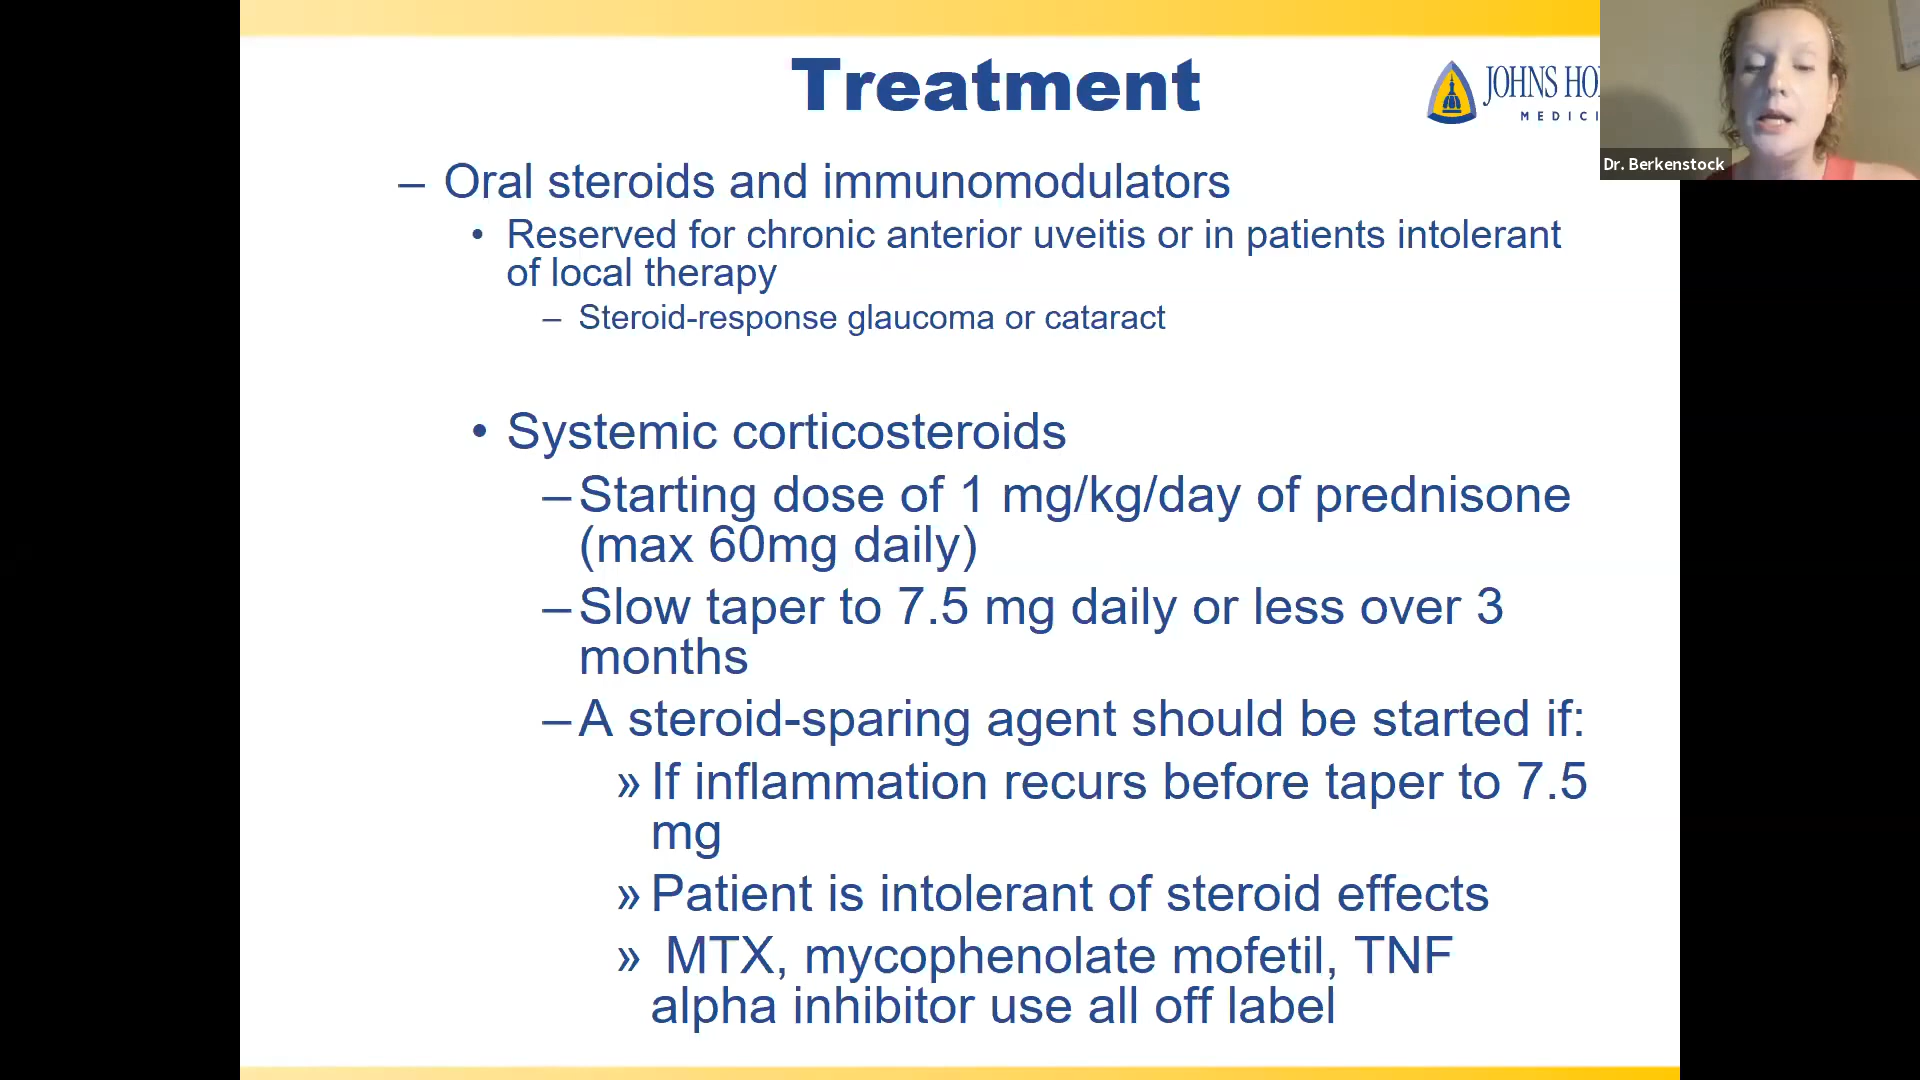 Treatment
JOHNS HO
MEDICI
Dr. Berkenstock
– Oral steroids and immunomodulators
• Reserved for chronic anterior uveitis or in patients intolerant
of local therapy
– Steroid-response glaucoma or cataract
• Systemic corticosteroids
– Starting dose of 1 mg/kg/day of prednisone
(max 60mg daily)
– Slow taper to 7.5 mg daily or less over 3
months
– A steroid-sparing agent should be started if:
» If inflammation recurs before taper to 7.5
mg
» Patient is intolerant of steroid effects
» MTX, mycophenolate mofetil, TNF
alpha inhibitor use all off label